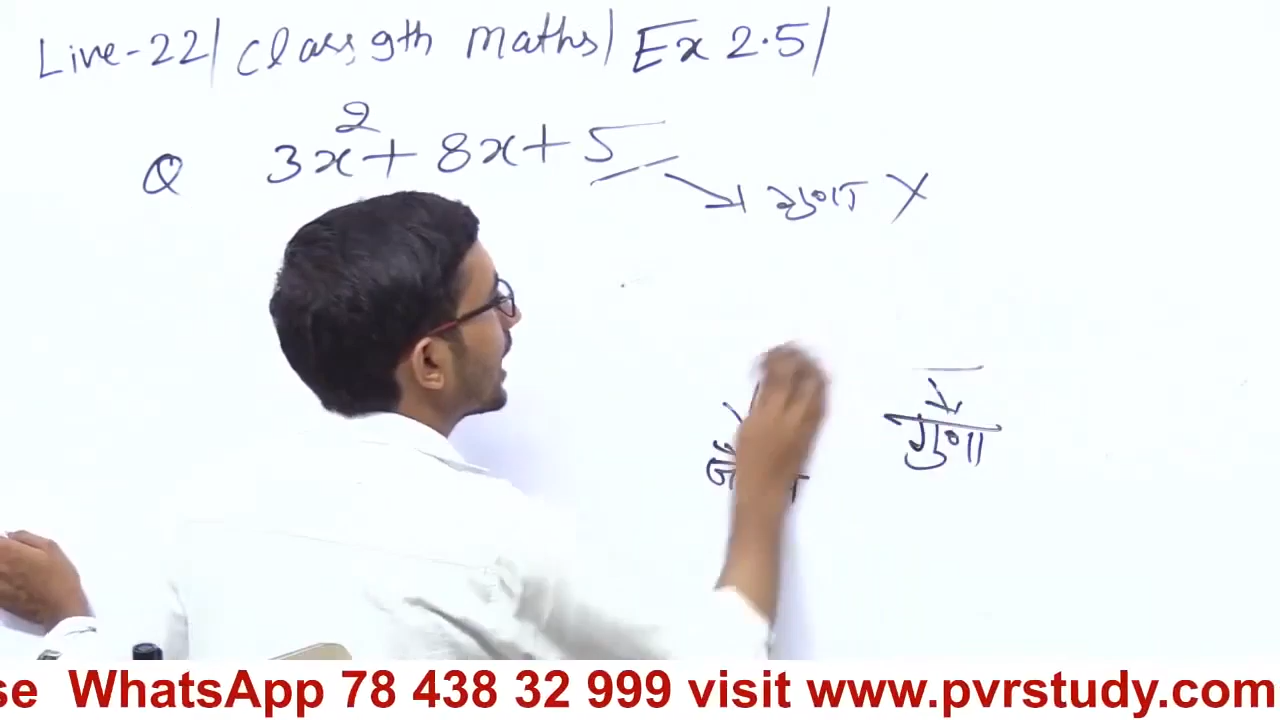 Live-22| Class 9th maths| Ex 2.5|
Q 3x² + 8x + 5
गुणा X
गुणा
se WhatsApp 78 438 32 999 visit www.pvrstudy.com